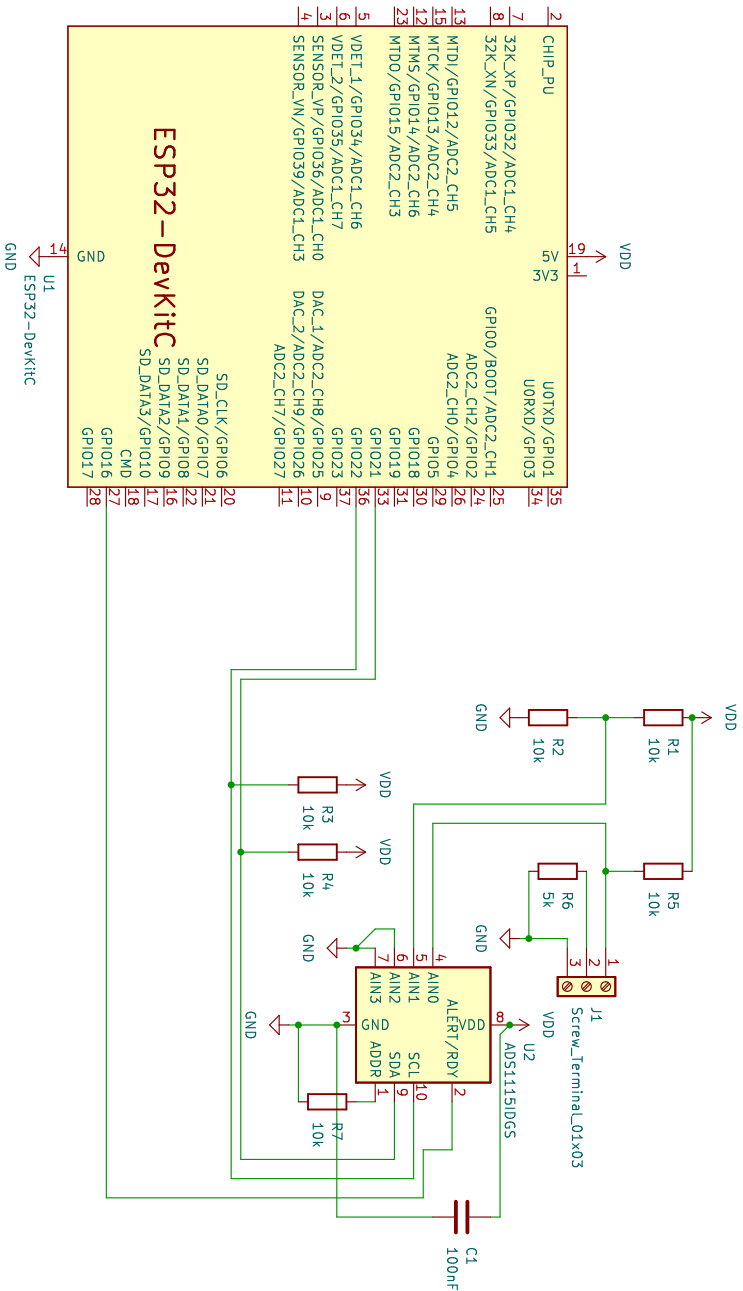 2
CHIP_PU
7
32K_XP/GPIO32/ADC1_CH4
8
32K_XN/GPIO33/ADC1_CH5
13
MTDI/GPIO12/ADC2_CH5
15
MTCK/GPIO13/ADC2_CH4
12
MTMS/GPIO14/ADC2_CH6
23
MTDO/GPIO15/ADC2_CH3
5
VDET_1/GPIO34/ADC1_CH6
6
VDET_2/GPIO35/ADC1_CH7
3
SENSOR_VP/GPIO36/ADC1_CH0
4
SENSOR_VN/GPIO39/ADC1_CH3
ESP32-DevKitC
VDD
19
5V
1
3V3
14
GND
GND
U1
ESP32-DevKitC
U0TXD/GPIO1
35
U0RXD/GPIO3
34
GPIO0/BOOT/ADC2_CH1
25
ADC2_CH2/GPIO2
24
ADC2_CH0/GPIO4
26
GPIO5
29
GPIO18
30
GPIO19
31
GPIO21
33
GPIO22
36
GPIO23
37
DAC_1/ADC2_CH8/GPIO25
9
DAC_2/ADC2_CH9/GPIO26
10
ADC2_CH7/GPIO27
11
SD_CLK/GPIO6
20
SD_DATA0/GPIO7
21
SD_DATA1/GPIO8
22
SD_DATA2/GPIO9
16
SD_DATA3/GPIO10
17
CMD
18
GPIO16
27
GPIO17
28
VDD
R1
10k
R2
10k
GND
VDD
R3
10k
VDD
R4
10k
R5
10k
R6
5k
GND
GND
1
2
3
J1
Screw_Terminal_01x03
4
AIN0
5
AIN1
6
AIN2
7
AIN3
VDD
8
VDD
ALERT/RDY
2
3
GND
GND
SCL
10
SDA
9
ADDR
1
U2
ADS1115IDGS
R7
10k
C1
100nF